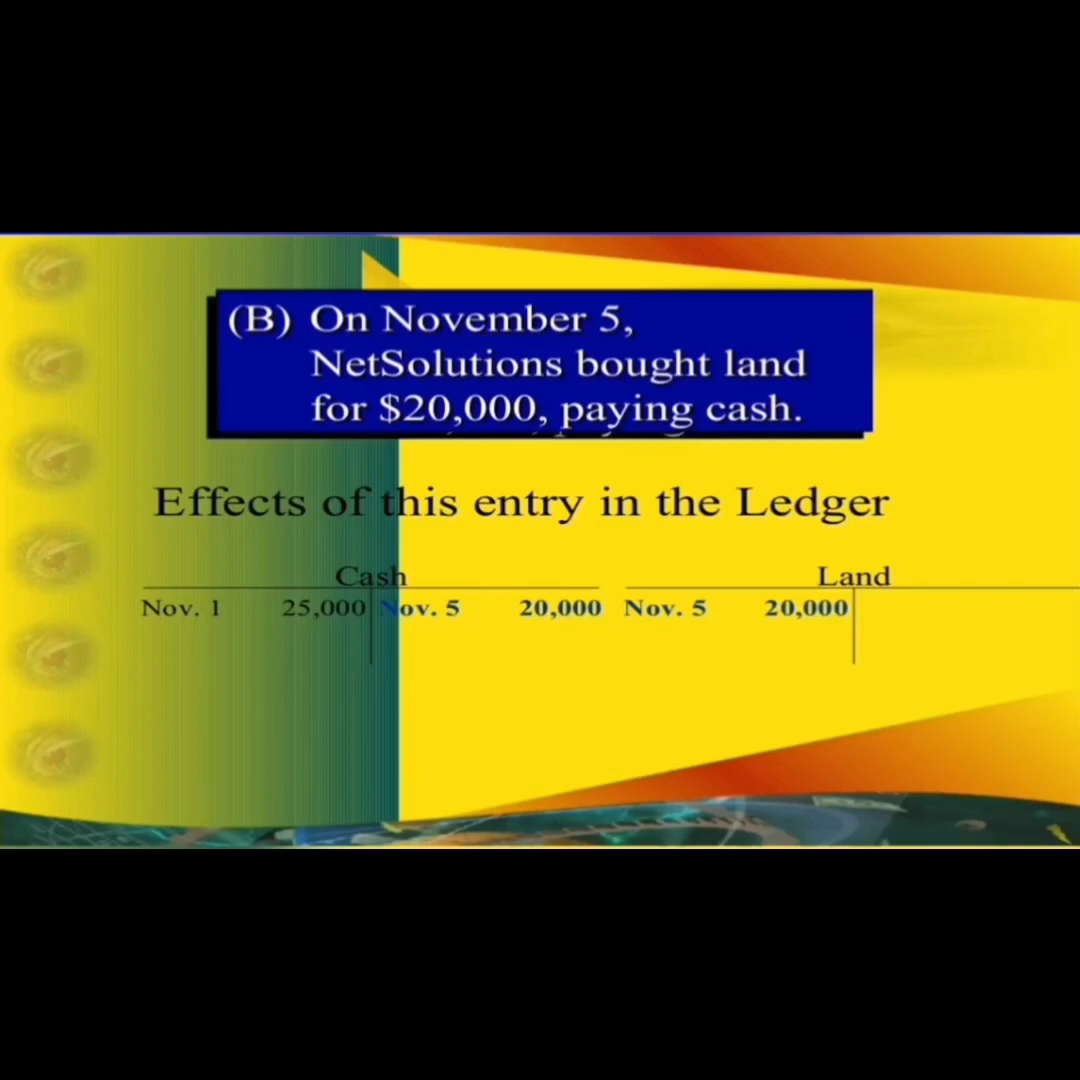 (B) On November 5,
NetSolutions bought land
for $20,000, paying cash.
Effects of this entry in the Ledger
Cash Land
Nov. 1 25,000 Nov. 5 20,000 Nov. 5 20,000